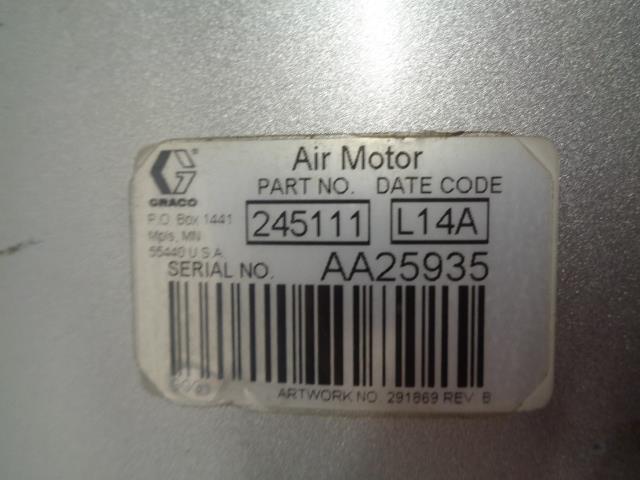 Air Motor
GRACO
®
PART NO. DATE CODE
P.O. Box 1441
Mpls, MN
55440 U.S.A.
245111 L14A
SERIAL NO. AA25935
ARTWORK NO. 291869 REV. B